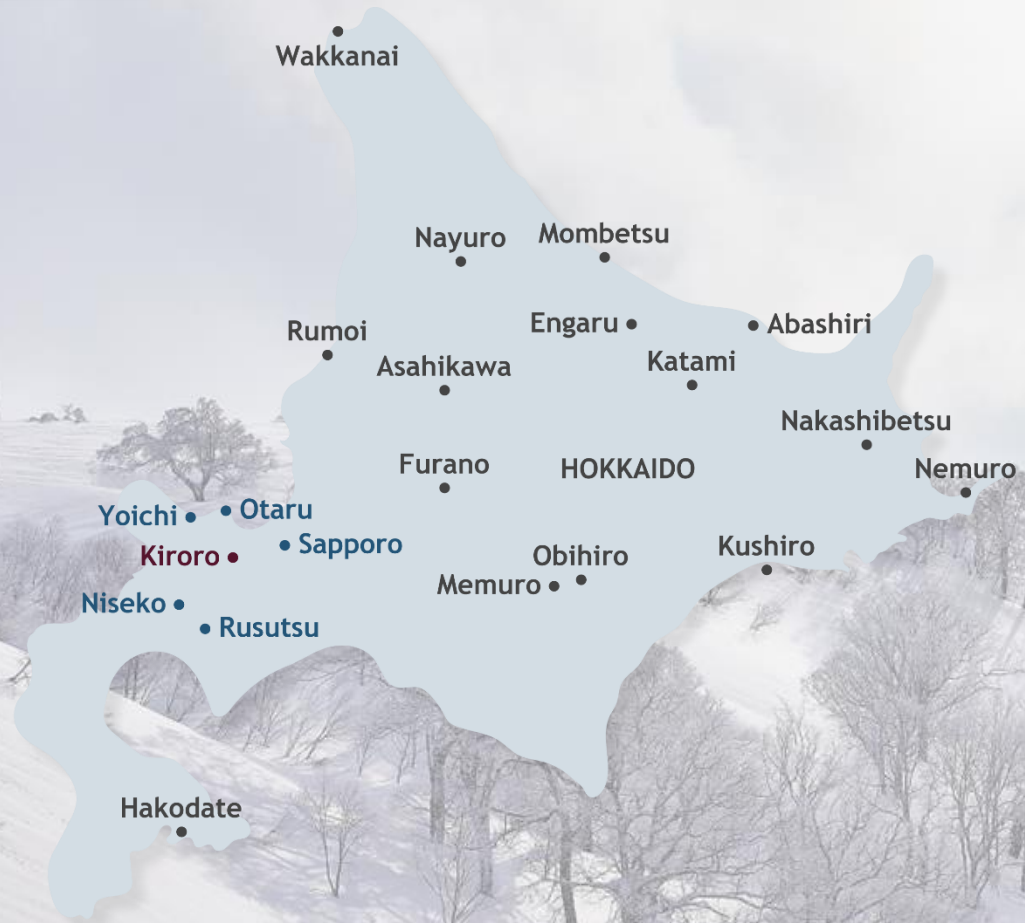 Wakkanai
Nayuro
Mombetsu
Engaru
Abashiri
Rumoi
Asahikawa
Katami
Nakashibetsu
Furano
HOKKAIDO
Nemuro
Yoichi
Otaru
Sapporo
Kiroro
Obihiro
Kushiro
Memuro
Niseko
Rusutsu
Hakodate